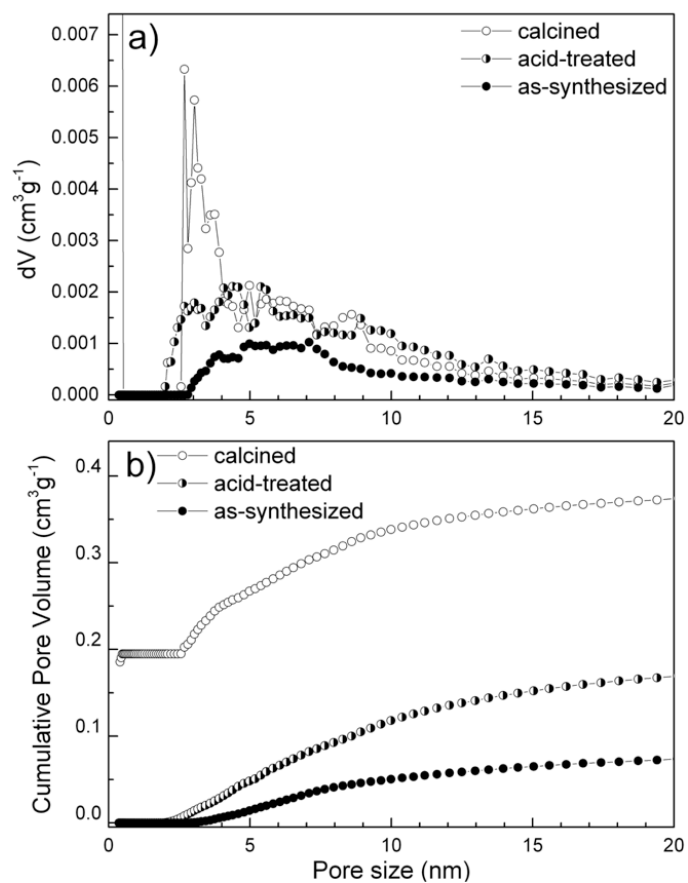 a)
calcined
acid-treated
as-synthesized
dV (cm³g⁻¹)
0.007
0.006
0.005
0.004
0.003
0.002
0.001
0.000
0 5 10 15 20
b)
calcined
acid-treated
as-synthesized
Cumulative Pore Volume (cm³g⁻¹)
0.4
0.3
0.2
0.1
0.0
0 5 10 15 20
Pore size (nm)